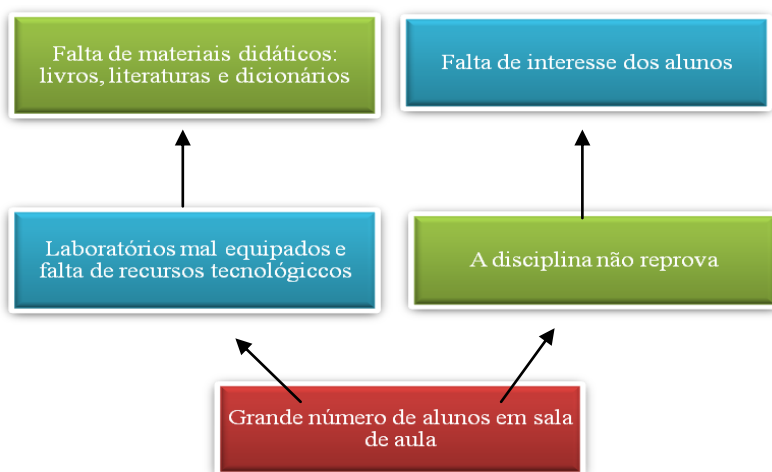 Falta de materiais didáticos:
livros, literaturas e dicionários
Falta de interesse dos alunos
Laboratórios mal equipados e
falta de recursos tecnológiccos
A disciplina não reprova
Grande número de alunos em sala
de aula